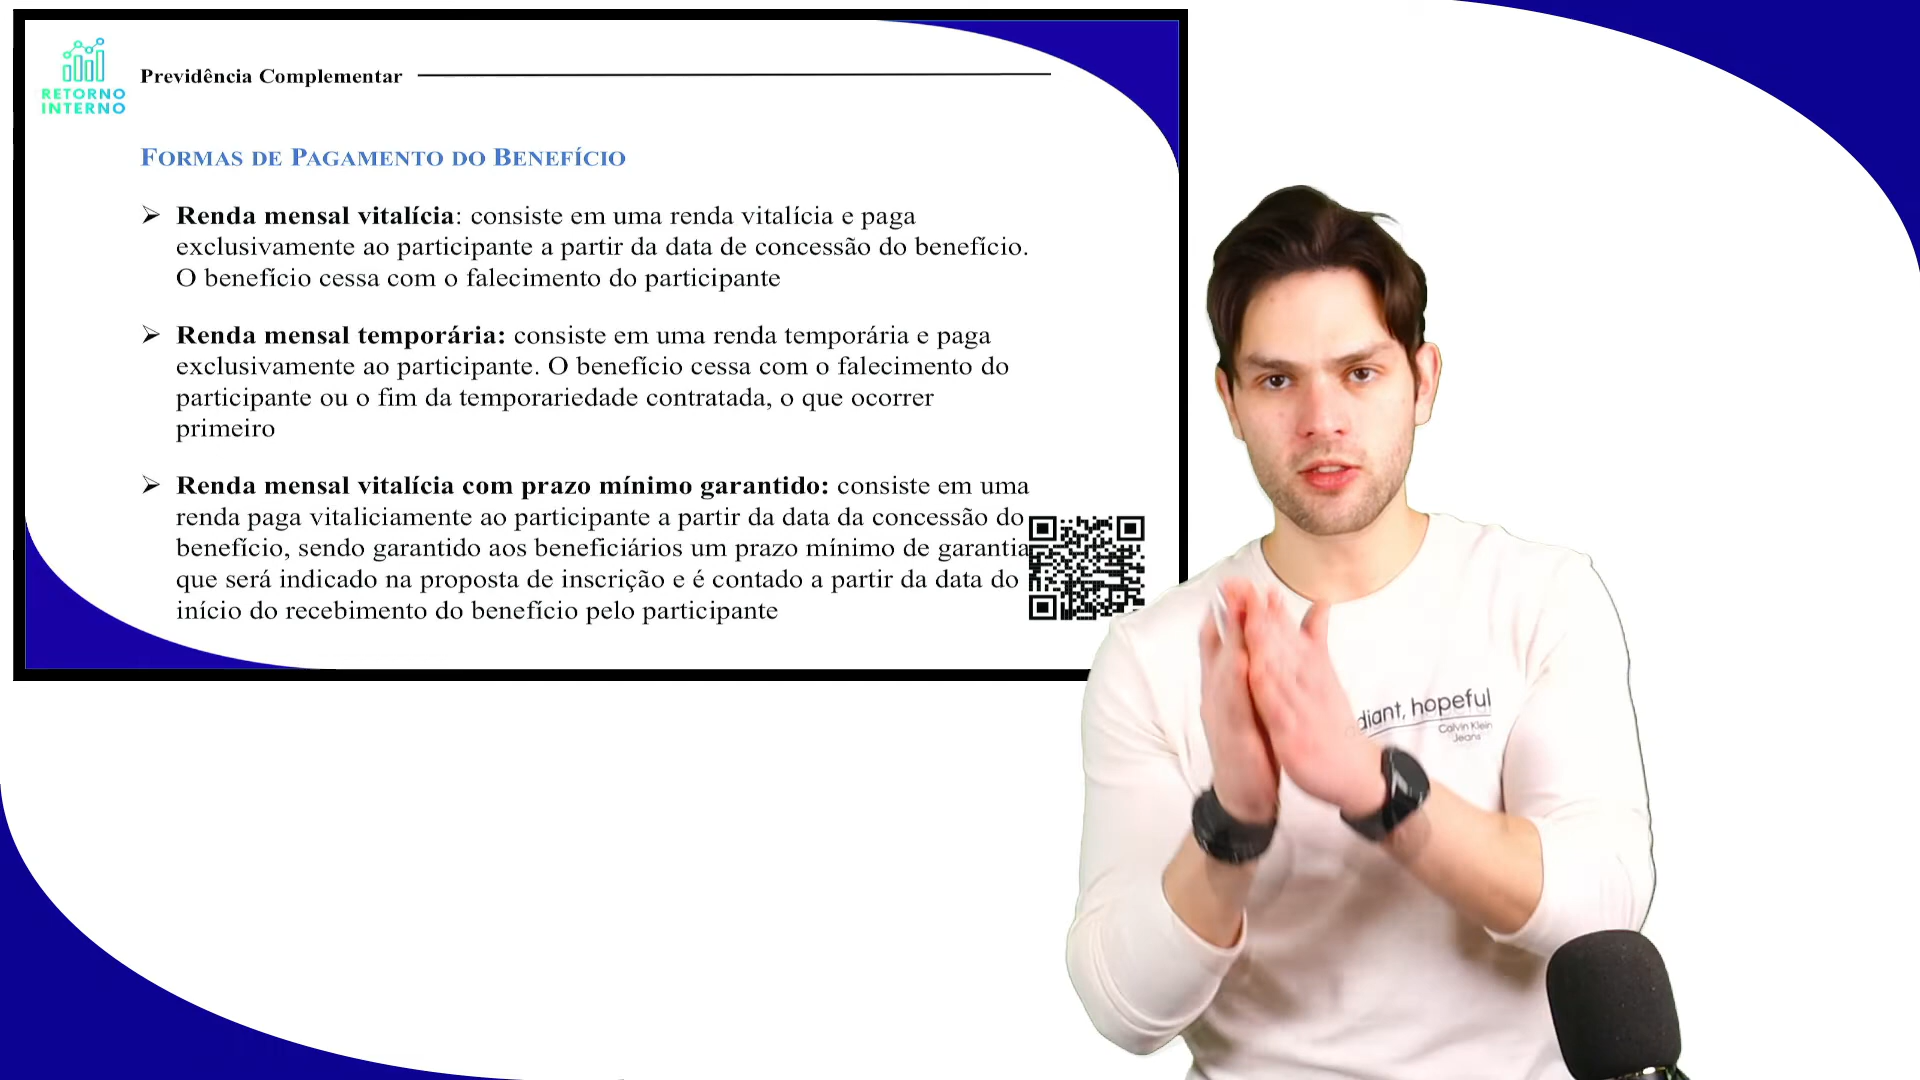 RETORNO
INTERNO
Previdência Complementar
FORMAS DE PAGAMENTO DO BENEFÍCIO
➢ Renda mensal vitalícia: consiste em uma renda vitalícia e paga
exclusivamente ao participante a partir da data de concessão do benefício.
O benefício cessa com o falecimento do participante
➢ Renda mensal temporária: consiste em uma renda temporária e paga
exclusivamente ao participante. O benefício cessa com o falecimento do
participante ou o fim da temporariedade contratada, o que ocorrer
primeiro
➢ Renda mensal vitalícia com prazo mínimo garantido: consiste em uma
renda paga vitaliciamente ao participante a partir da data da concessão do
benefício, sendo garantido aos beneficiários um prazo mínimo de garantia
que será indicado na proposta de inscrição e é contado a partir da data do
início do recebimento do benefício pelo participante
diant, hopeful
Calvin Klein
Jeans